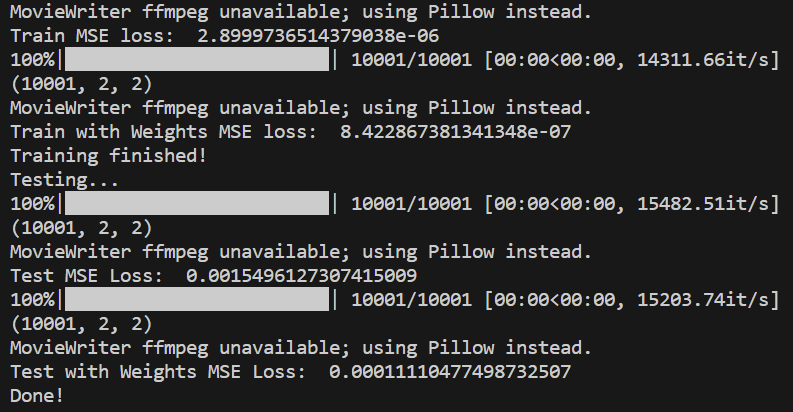 MovieWriter ffmpeg unavailable; using Pillow instead.
Train MSE loss:  2.8999736514379038e-06
100%|██████████████████████| 10001/10001 [00:00<00:00, 14311.66it/s]
(10001, 2, 2)
MovieWriter ffmpeg unavailable; using Pillow instead.
Train with Weights MSE loss:  8.422867381341348e-07
Training finished!
Testing...
100%|██████████████████████| 10001/10001 [00:00<00:00, 15482.51it/s]
(10001, 2, 2)
MovieWriter ffmpeg unavailable; using Pillow instead.
Test MSE Loss:  0.0015496127307415009
100%|██████████████████████| 10001/10001 [00:00<00:00, 15203.74it/s]
(10001, 2, 2)
MovieWriter ffmpeg unavailable; using Pillow instead.
Test with Weights MSE Loss:  0.00011110477498732507
Done!